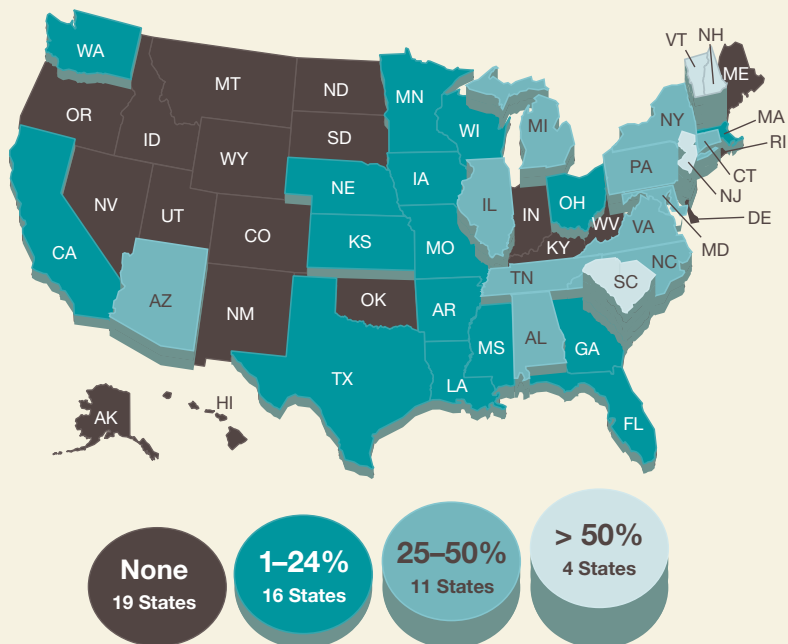 VT
NH
WA
ME
MT
ND
MN
OR
MA
NY
WI
MI
RI
ID
SD
WY
PA
CT
IA
NE
NJ
IL
OH
IN
NV
UT
WV
DE
VA
CO
KS
MO
KY
CA
MD
NC
TN
AZ
SC
OK
NM
AR
AL
GA
MS
TX
LA
HI
AK
FL
None
19 States
1–24%
16 States
25–50%
11 States
> 50%
4 States